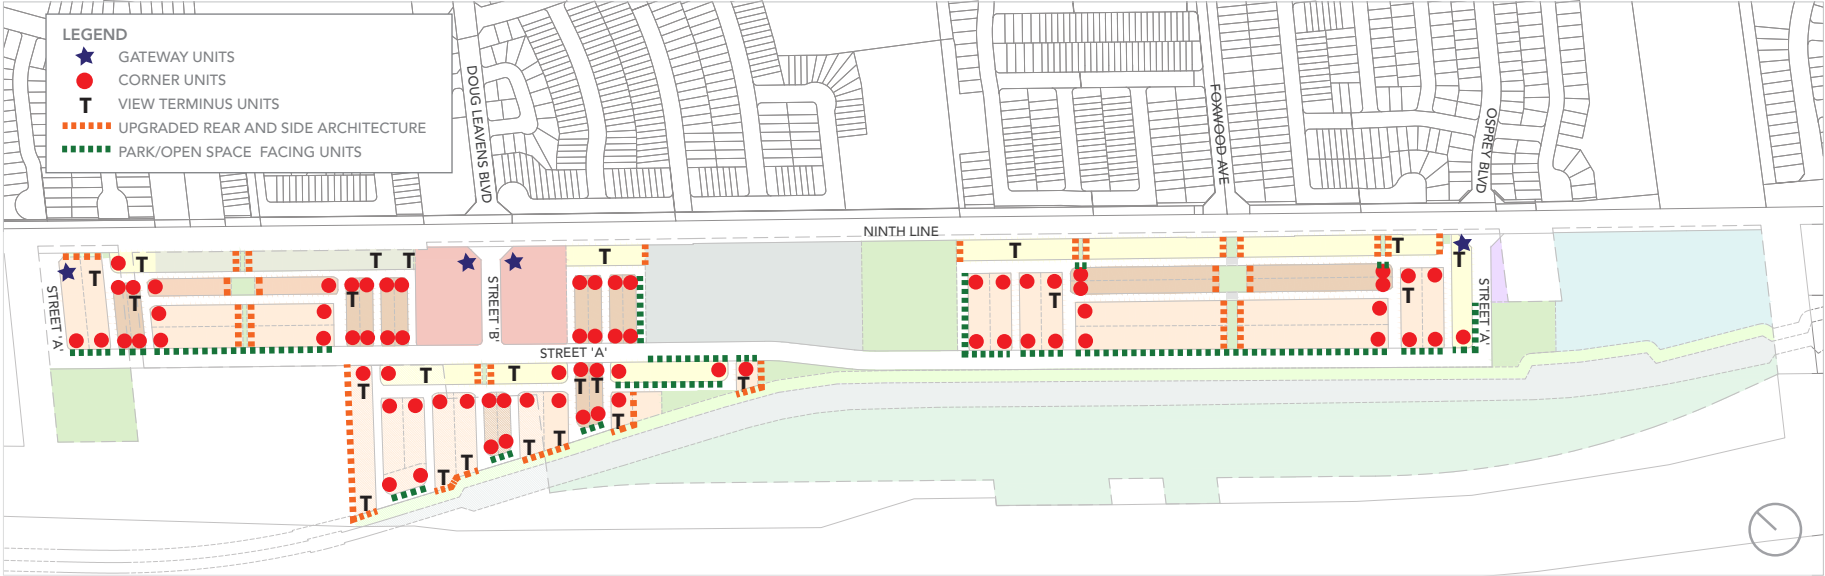 LEGEND
GATEWAY UNITS
CORNER UNITS
T VIEW TERMINUS UNITS
UPGRADED REAR AND SIDE ARCHITECTURE
PARK/OPEN SPACE FACING UNITS
DOUG LEAVENS BLVD
FOXWOOD AVE
OSPREY BLVD
NINTH LINE
T
T
T
T
T
T
T
T
T
T
T
T
T
STREET 'A'
STREET 'B'
STREET 'A'
STREET 'A'
T
T
T
T
T
T
T
T
T
T
T
T